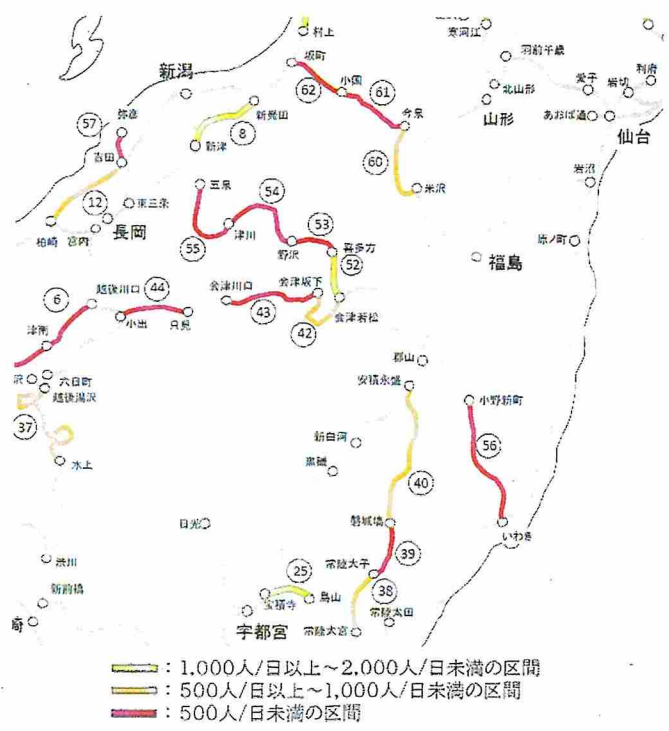 村上
寒河江
羽前千歳
新潟
坂町
小国
62
61
今泉
北山形
山形
愛子
岩切
利府
あおば通
仙台
弥彦
57
吉田
新発田
8
新津
60
米沢
岩沼
12
東三条
柏崎
宮内
長岡
五泉
54
津川
55
53
野沢
喜多方
52
原ノ町
福島
6
越後川口
44
津南
小出
只見
会津川口
43
会津坂下
42
会津若松
沢
六日町
越後湯沢
37
水上
郡山
安積永盛
小野新町
56
新白河
黒磯
40
磐城塙
いわき
日光
39
常陸大子
38
渋川
新前橋
25
宝積寺
烏山
宇都宮
常陸太田
常陸大宮
:1,000人/日以上～2,000人/日未満の区間
:500人/日以上～1,000人/日未満の区間
:500人/日未満の区間